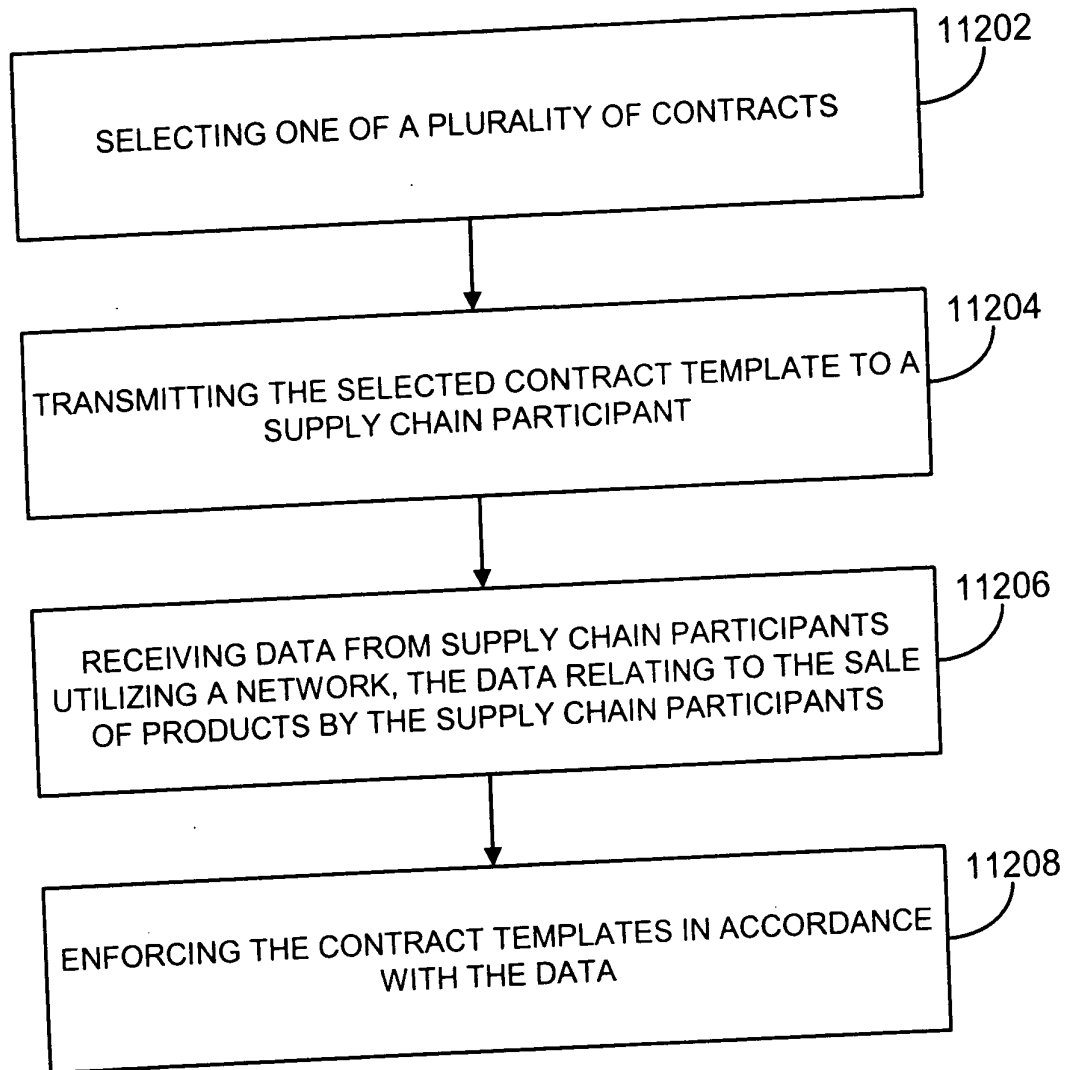 11202
SELECTING ONE OF A PLURALITY OF CONTRACTS
11204
TRANSMITTING THE SELECTED CONTRACT TEMPLATE TO A
SUPPLY CHAIN PARTICIPANT
11206
RECEIVING DATA FROM SUPPLY CHAIN PARTICIPANTS
UTILIZING A NETWORK, THE DATA RELATING TO THE SALE
OF PRODUCTS BY THE SUPPLY CHAIN PARTICIPANTS
11208
ENFORCING THE CONTRACT TEMPLATES IN ACCORDANCE
WITH THE DATA